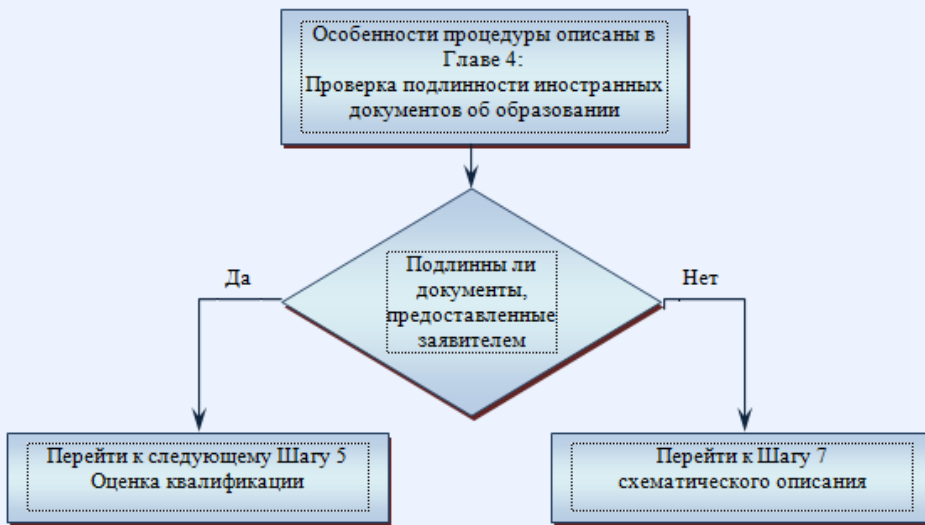 Особенности процедуры описаны в
Главе 4:
Проверка подлинности иностранных
документов об образовании
Да
Подлинны ли
документы,
предоставленные
заявителем
Нет
Перейти к следующему Шагу 5
Оценка квалификации
Перейти к Шагу 7
схематического описания